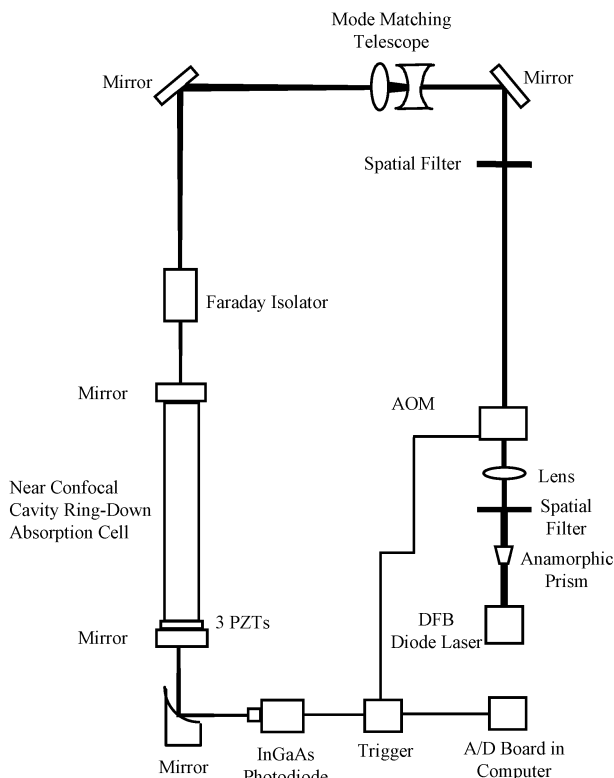 Mode Matching
Telescope
Mirror
Mirror
Spatial Filter
Faraday Isolator
Mirror
AOM
Lens
Near Confocal
Cavity Ring-Down
Absorption Cell
Spatial
Filter
Anamorphic
Prism
3 PZTs
DFB
Diode Laser
Mirror
Mirror
InGaAs
Photodiode
Trigger
A/D Board in
Computer